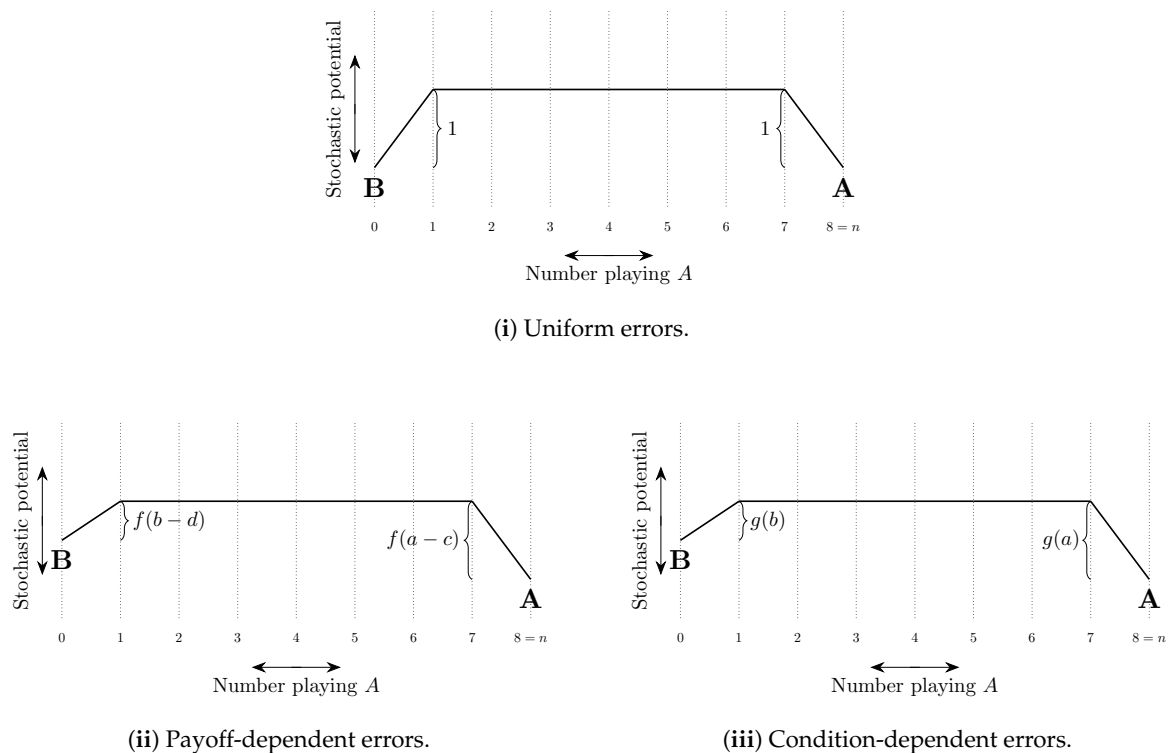 Stochastic potential
1
1
B
A
0 1 2 3 4 5 6 7 8 = n
Number playing A
(i) Uniform errors.
Stochastic potential
f(b − d)
f(a − c)
B
A
0 1 2 3 4 5 6 7 8 = n
Number playing A
(ii) Payoff-dependent errors.
Stochastic potential
g(b)
g(a)
B
A
0 1 2 3 4 5 6 7 8 = n
Number playing A
(iii) Condition-dependent errors.